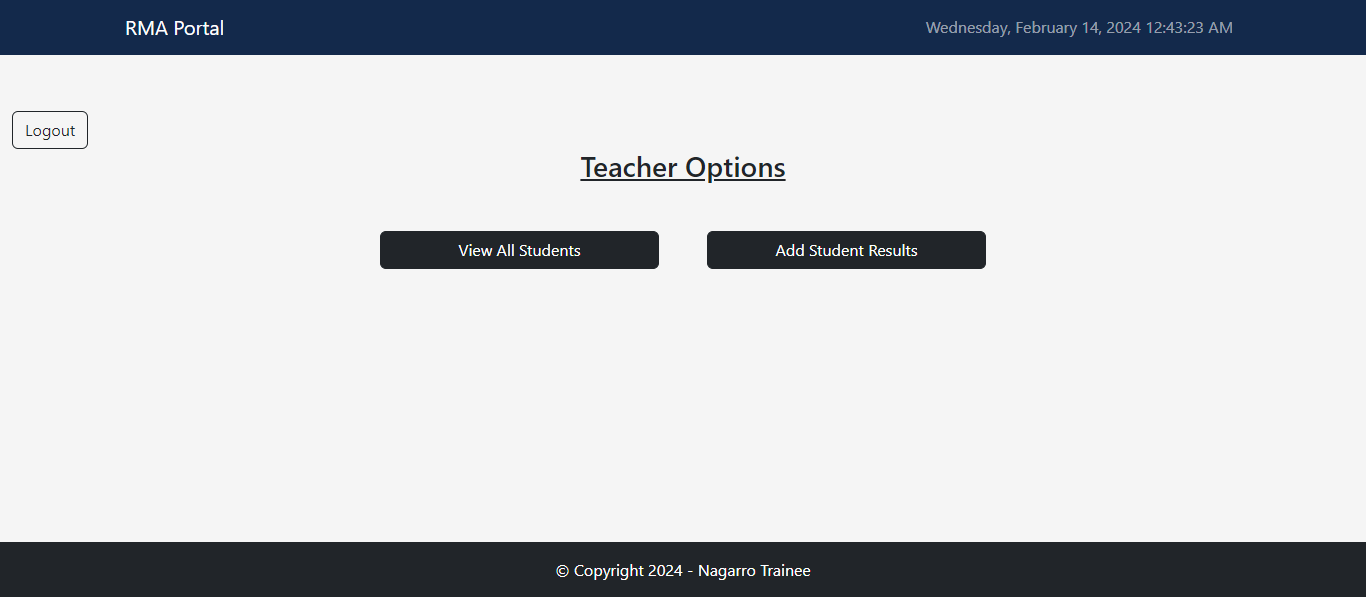 RMA Portal
Wednesday, February 14, 2024 12:43:23 AM
Logout
Teacher Options
View All Students
Add Student Results
© Copyright 2024 - Nagarro Trainee